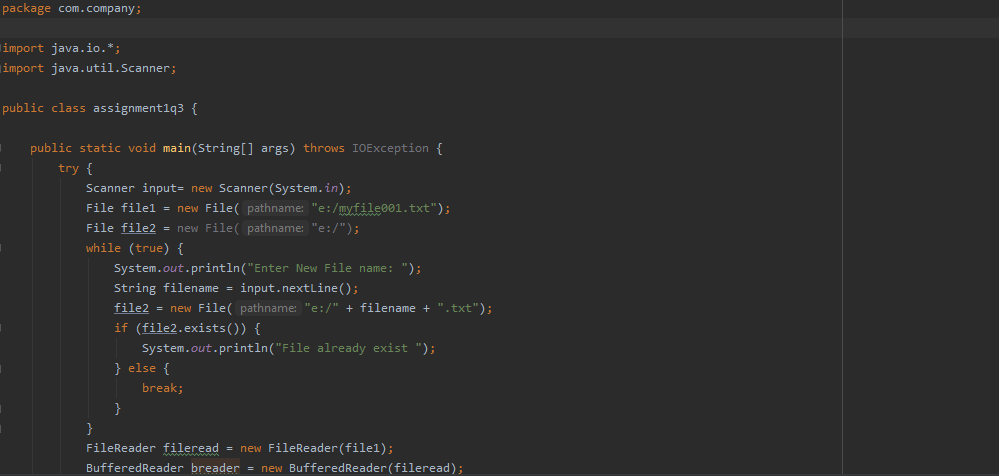 package com.company;
import java.io.*;
import java.util.Scanner;
public class assignment1q3 {
public static void main(String[] args) throws IOException {
try {
Scanner input= new Scanner(System.in);
File file1 = new File( pathname: "e:/myfile001.txt");
File file2 = new File( pathname: "e:/");
while (true) {
System.out.println("Enter New File name: ");
String filename = input.nextLine();
file2 = new File( pathname: "e:/" + filename + ".txt");
if (file2.exists()) {
System.out.println("File already exist ");
} else {
break;
}
}
FileReader fileread = new FileReader(file1);
BufferedReader breader = new BufferedReader(fileread);